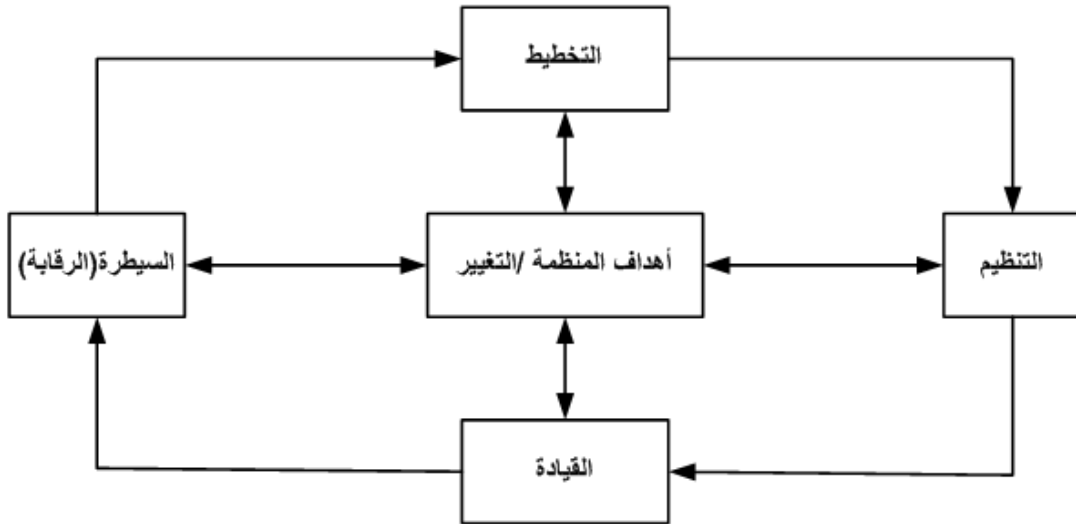 التخطيط
التنظيم
أهداف المنظمة /التغيير
السيطرة(الرقابة)
القيادة